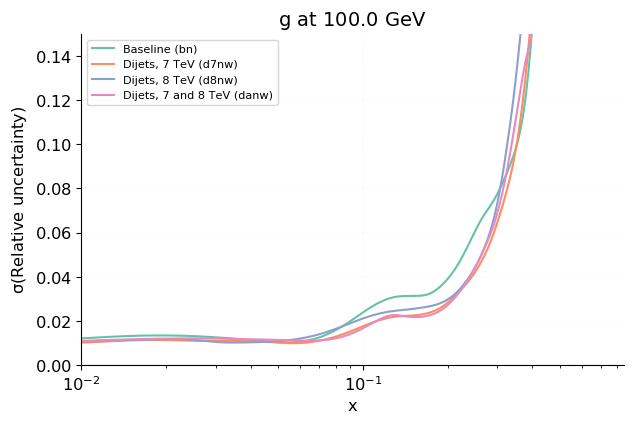 g at 100.0 GeV
Baseline (bn)
Dijets, 7 TeV (d7nw)
Dijets, 8 TeV (d8nw)
Dijets, 7 and 8 TeV (danw)
σ(Relative uncertainty)
0.14
0.12
0.10
0.08
0.06
0.04
0.02
0.00
10⁻²
10⁻¹
x